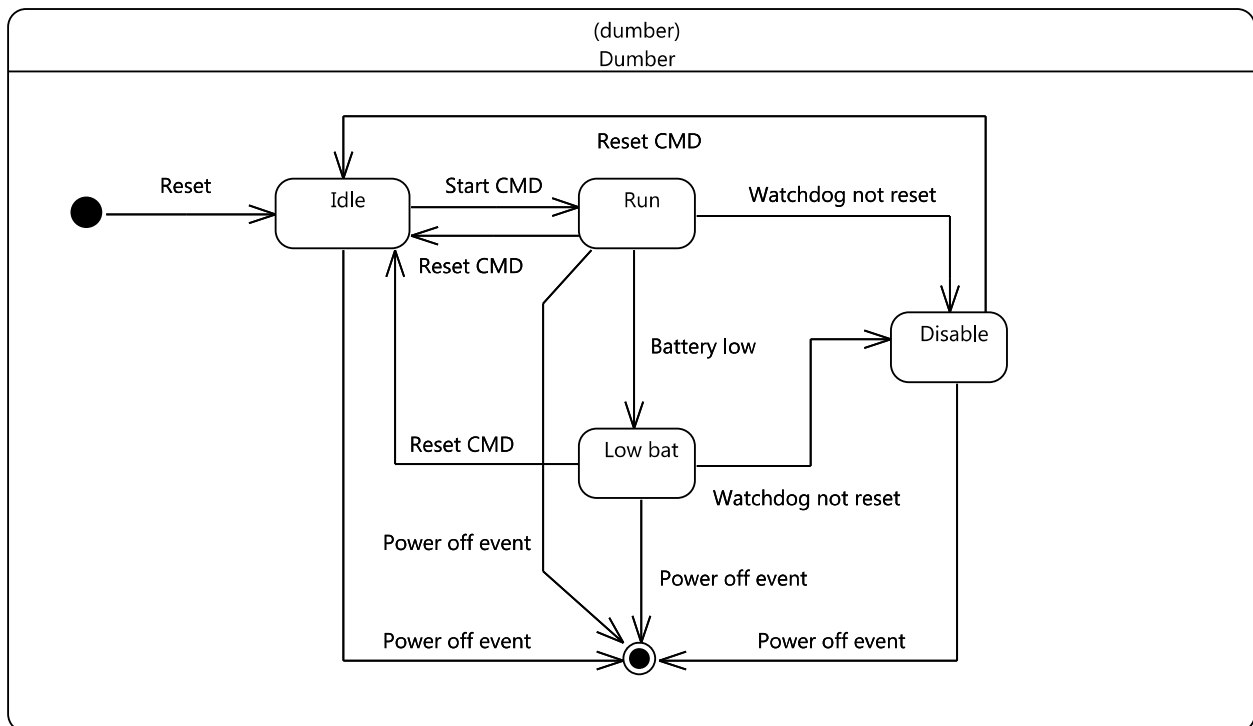 (dumber)
Dumber
Reset CMD
Reset
Idle
Start CMD
Run
Watchdog not reset
Reset CMD
Disable
Battery low
Reset CMD
Low bat
Watchdog not reset
Power off event
Power off event
Power off event
Power off event